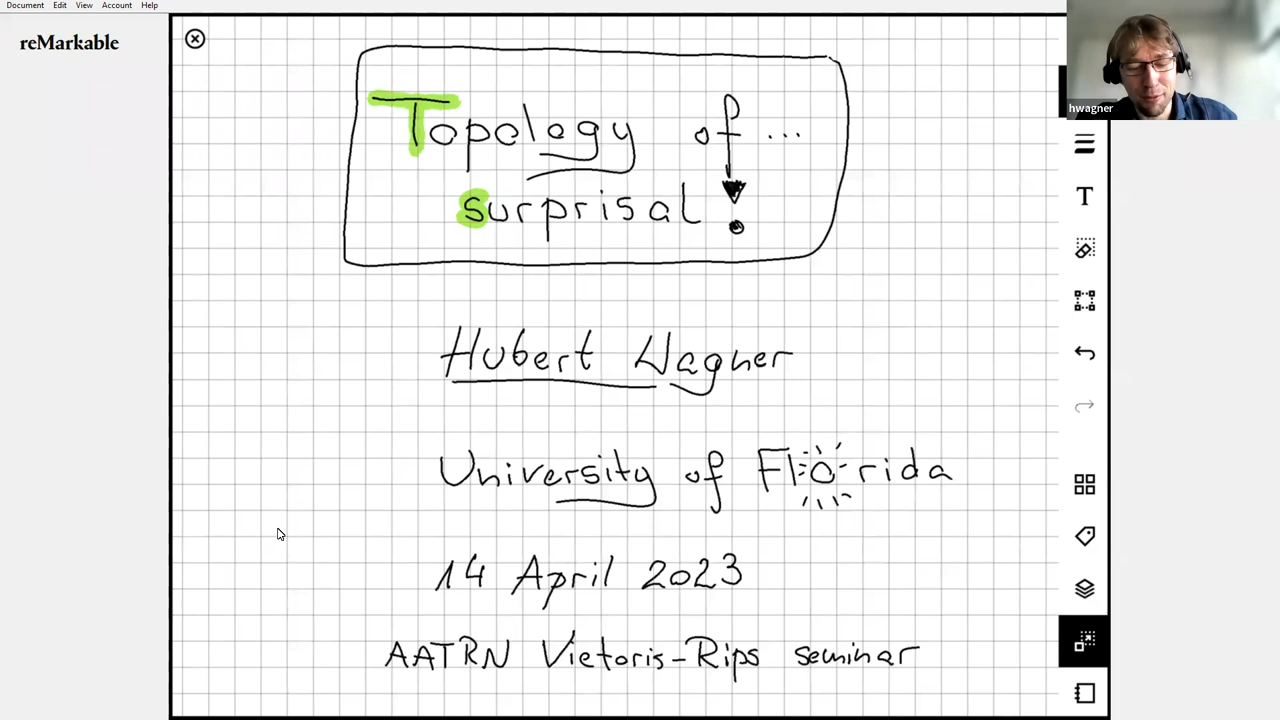 Document Edit View Account Help
reMarkable
hwagner
T
Topology of ...
surprisal
Hubert Wagner
University of Florida
14 April 2023
AATRN Vietoris-Rips seminar